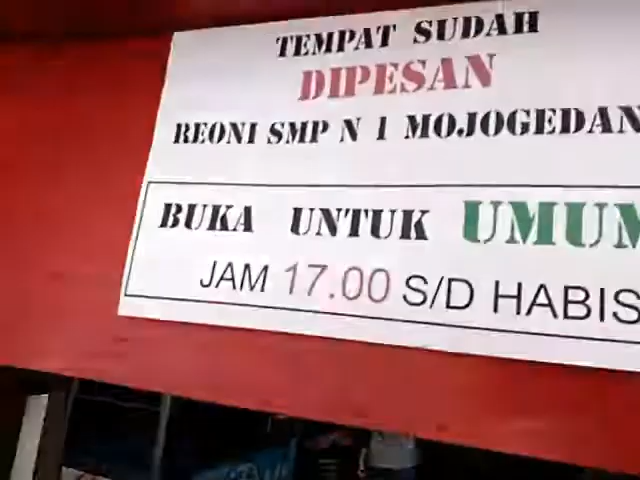 TEMPAT SUDAH
DIPESAN
REONI SMP N 1 MOJOGEDAN
BUKA UNTUK UMUM
JAM 17.00 S/D HABIS